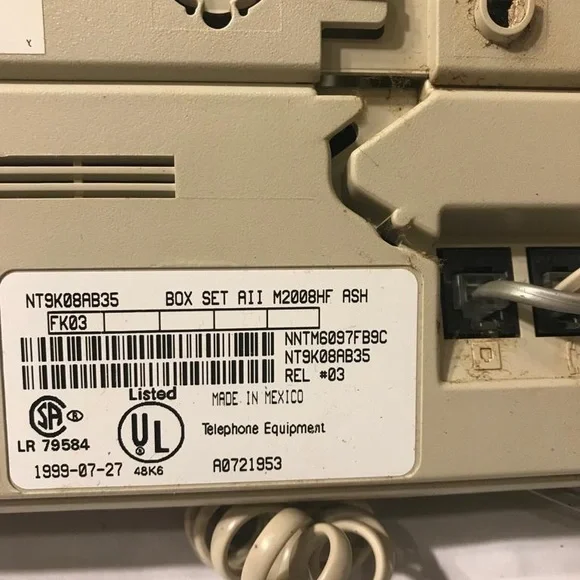 NT9K08AB35 BOX SET AII M2008HF ASH
FK03
NNTM6097FB9C
NT9K08AB35
REL #03
Listed
MADE IN MEXICO
SA
UL
Telephone Equipment
LR 79584
1999-07-27
48K6
A0721953